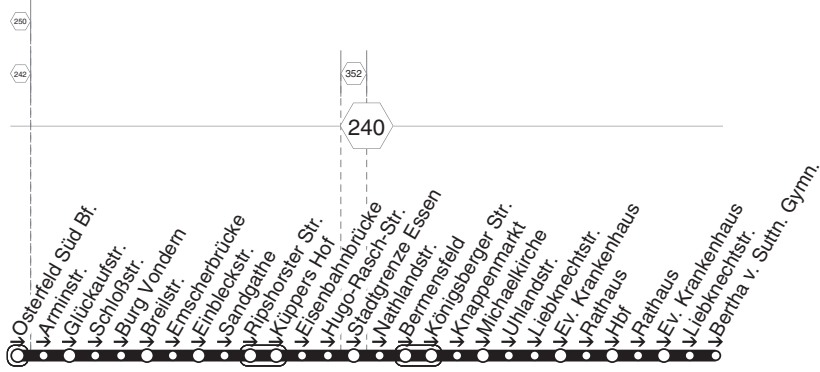 250
242
352
240
Osterfeld Süd Bf.
Arminstr.
Glückaufstr.
Schloßstr.
Burg Vondern
Breilstr.
Emscherbrücke
Einbleckstr.
Sandgathe
Ripshorster Str.
Küppers Hof
Eisenbahnbrücke
Hugo-Rasch-Str.
Stadtgrenze Essen
Nathlandstr.
Bermensfeld
Königsberger Str.
Knappenmarkt
Michaelkirche
Uhlandstr.
Liebknechtstr.
Ev. Krankenhaus
Rathaus
Hbf
Rathaus
Ev. Krankenhaus
Liebknechtstr.
Bertha v. Suttn. Gymn.